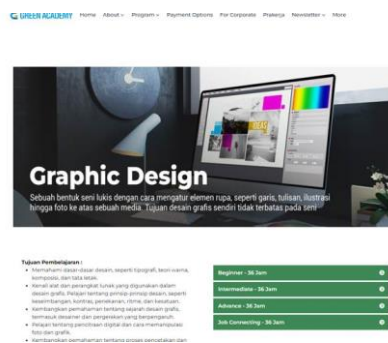 GREEN ACADEMY Home About Program Payment Options For Corporate Prakerja Newsletter More
IDEAS
Graphic Design
Sebuah bentuk seni lukis dengan cara mengatur elemen rupa, seperti garis, tulisan, ilustrasi
hingga foto ke atas sebuah media. Tujuan desain grafis sendiri tidak terbatas pada seni
Tujuan Pembelajaran :
Memahami dasar-dasar desain, seperti tipografi, teori warna,
komposisi, dan tata letak.
Kenali alat dan perangkat lunak yang digunakan dalam
desain grafis. Pelajari tentang prinsip-prinsip desain, seperti
keseimbangan, kontras, penekanan, ritme, dan kesatuan.
Kembangkan pemahaman tentang sejarah desain grafis,
termasuk desainer dan pergerakan yang berpengaruh.
Pelajari tentang pencitraan digital dan cara memanipulasi
foto dan grafik.
Kembangkan pemahaman tentang proses pencetakan dan
Beginner - 36 Jam
Intermediate - 36 Jam
Advance - 36 Jam
Job Connecting - 36 Jam